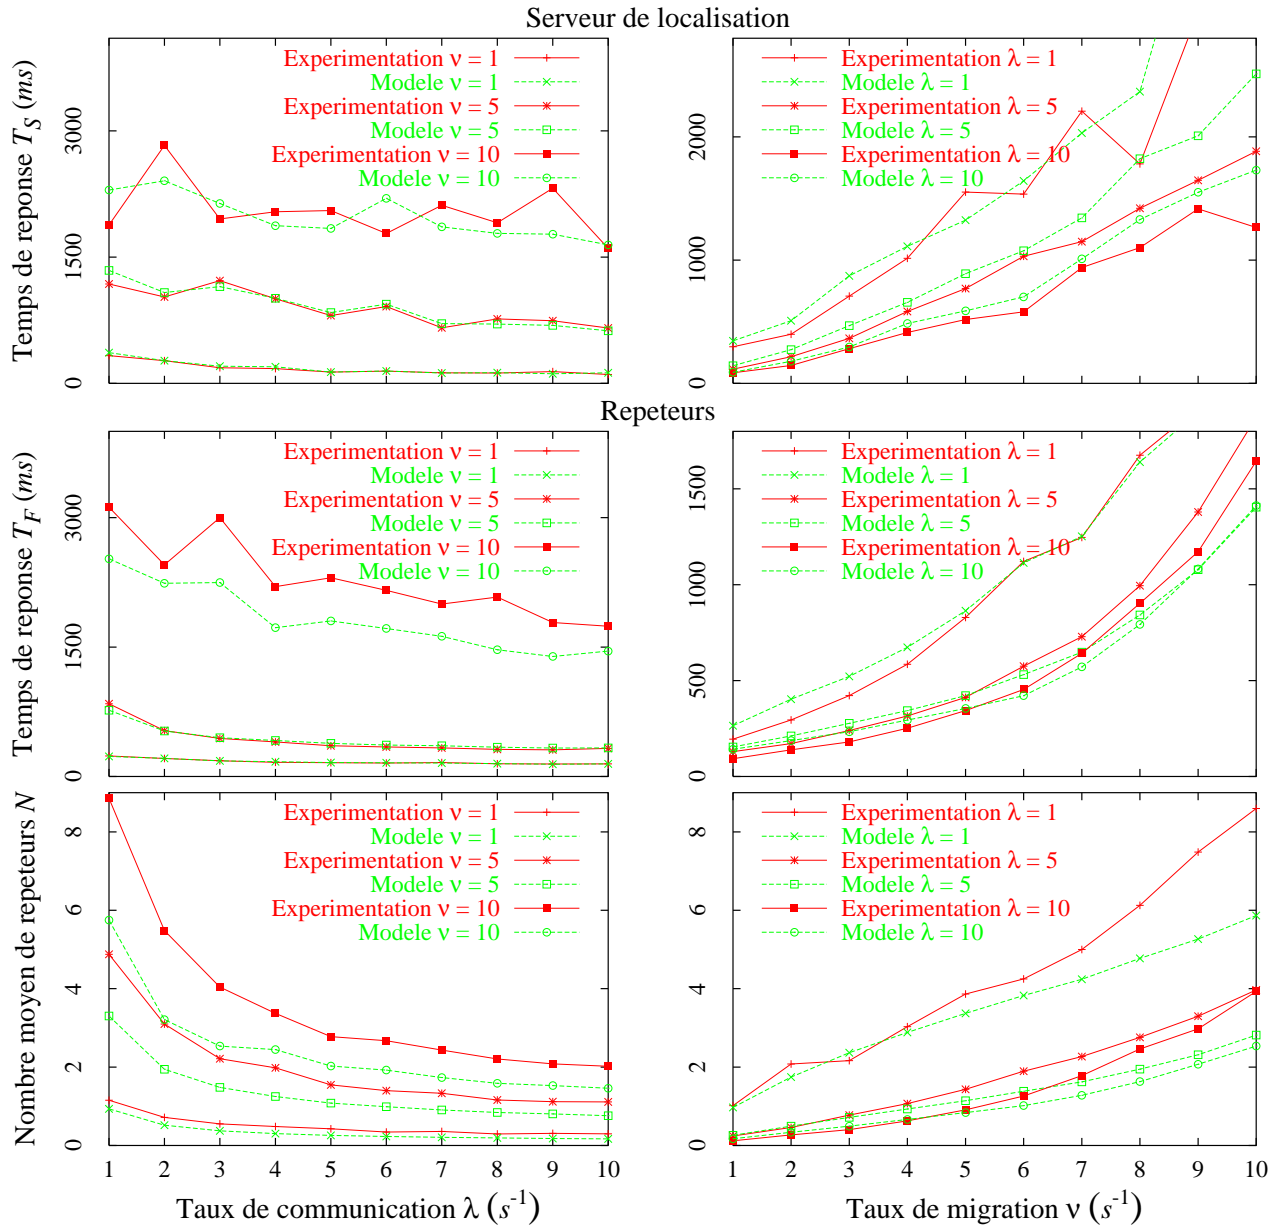 Serveur de localisation
Temps de reponse T_S (ms)
3000
1500
0
Experimentation ν = 1
Modele ν = 1
Experimentation ν = 5
Modele ν = 5
Experimentation ν = 10
Modele ν = 10
2000
1000
0
Experimentation λ = 1
Modele λ = 1
Experimentation λ = 5
Modele λ = 5
Experimentation λ = 10
Modele λ = 10
Repeteurs
Temps de reponse T_F (ms)
3000
1500
0
Experimentation ν = 1
Modele ν = 1
Experimentation ν = 5
Modele ν = 5
Experimentation ν = 10
Modele ν = 10
1500
1000
500
0
Experimentation λ = 1
Modele λ = 1
Experimentation λ = 5
Modele λ = 5
Experimentation λ = 10
Modele λ = 10
Nombre moyen de repeteurs N
8
6
4
2
0
Experimentation ν = 1
Modele ν = 1
Experimentation ν = 5
Modele ν = 5
Experimentation ν = 10
Modele ν = 10
1 2 3 4 5 6 7 8 9 10
Taux de communication λ (s⁻¹)
8
6
4
2
0
Experimentation λ = 1
Modele λ = 1
Experimentation λ = 5
Modele λ = 5
Experimentation λ = 10
Modele λ = 10
1 2 3 4 5 6 7 8 9 10
Taux de migration ν (s⁻¹)